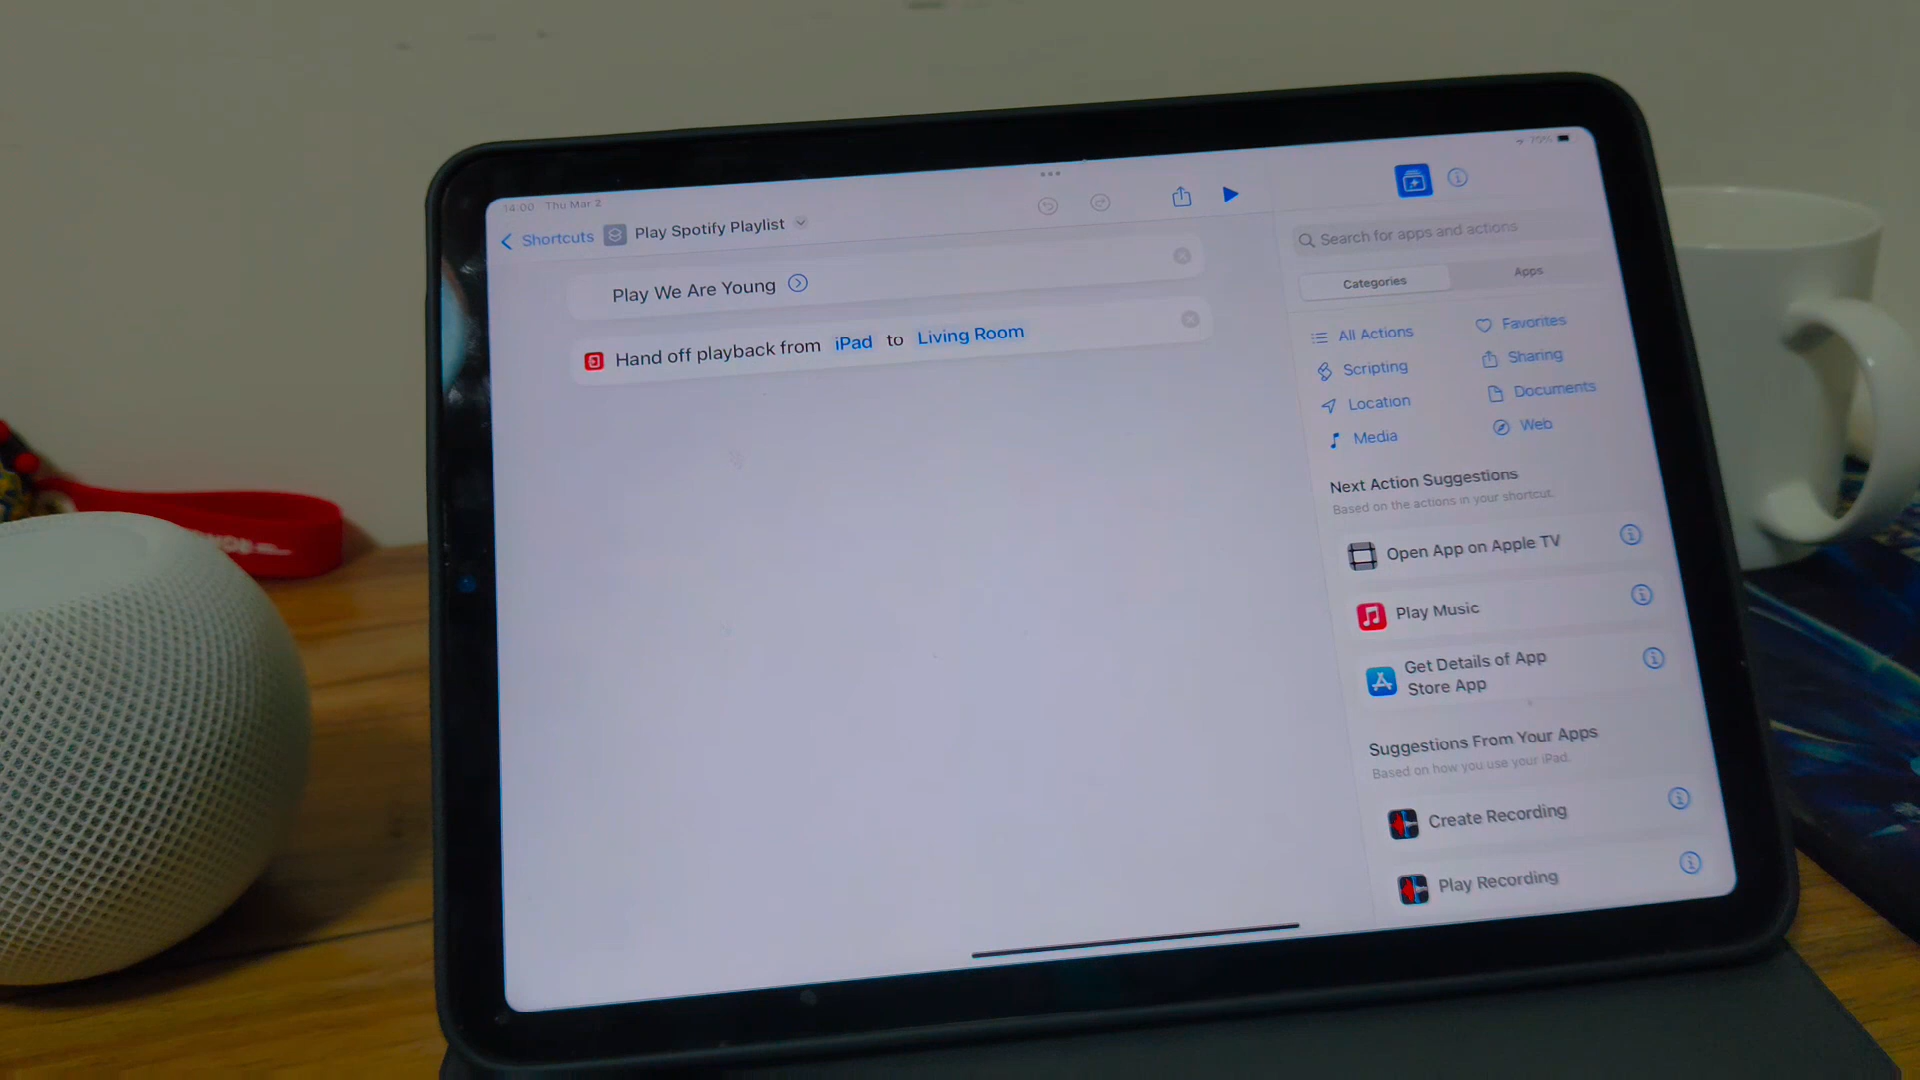 14:00 Thu Mar 2
75%
Shortcuts
Play Spotify Playlist
Play We Are Young
Hand off playback from iPad to Living Room
Search for apps and actions
Categories
Apps
All Actions
Favorites
Scripting
Sharing
Location
Documents
Media
Web
Next Action Suggestions
Based on the actions in your shortcut.
Open App on Apple TV
Play Music
Get Details of App
Store App
Suggestions From Your Apps
Based on how you use your iPad.
Create Recording
Play Recording